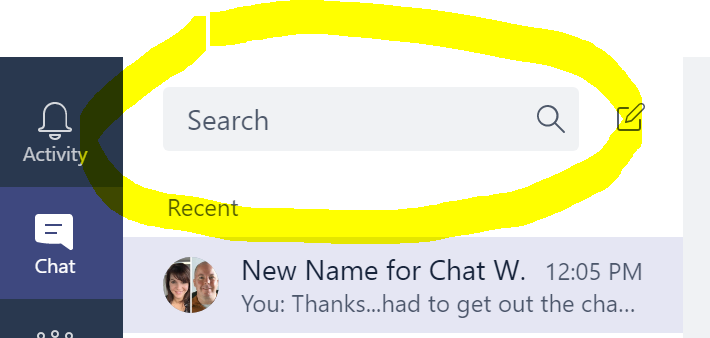 Search
Activity
Recent
Chat
New Name for Chat W. 12:05 PM
You: Thanks...had to get out the cha...